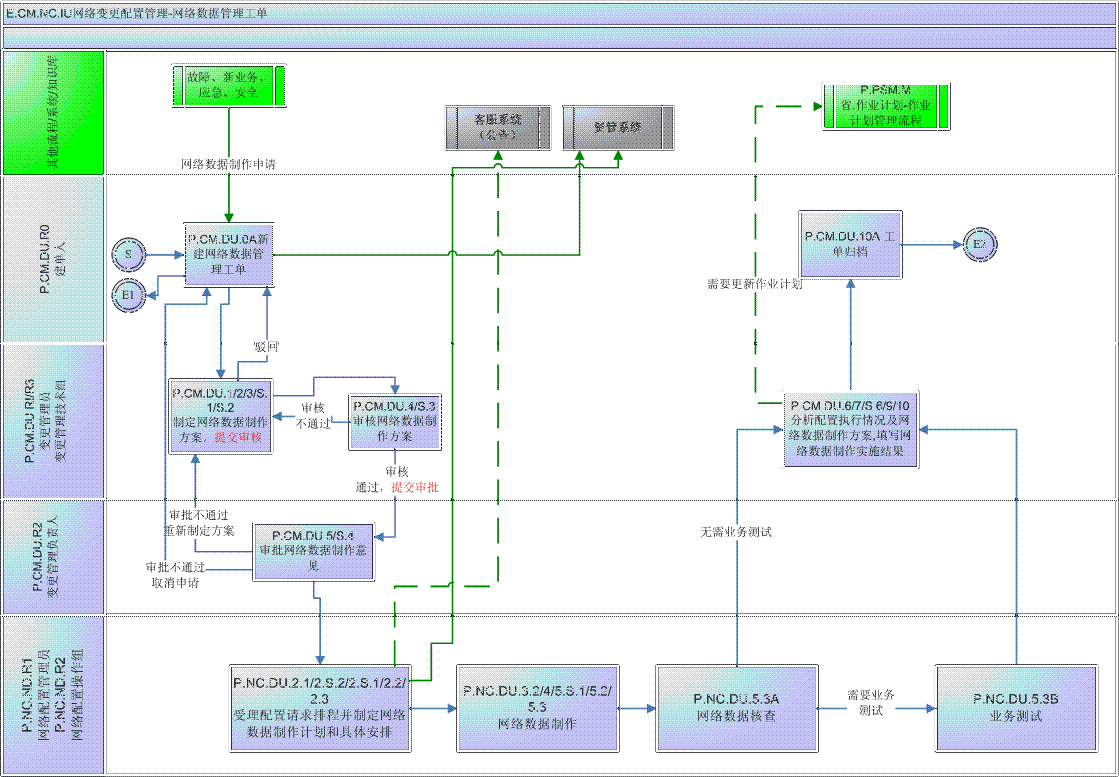 E.CM.NC.IU网络变更配置管理-网络数据管理工单
其他流程/系统/知识库
故障、新业务、
应急、安全
客服系统
（公告）
资管系统
P.PSM.M
省.作业计划-作业
计划管理流程
网络数据制作申请
P.CM.DU.R0
建单人
S
E1
P.CM.DU.0A新
建网络数据管
理工单
P.CM.DU.10A 工
单归档
E2
需要更新作业计划
驳回
P.CM.DU.RI/R3
变更管理员
变更管理技术组
P.CM.DU.1/2/3/S.
1/S.2
制定网络数据制作
方案，提交审核
审核
不通过
P.CM.DU.4/S.3
审核网络数据制
作方案
P.CM.DU.6/7/S.6/9/10
分析配置执行情况及网
络数据制作方案,填写网
络数据制作实施结果
审核
通过，提交审批
P.CM.DU.R2
变更管理负责人
审批不通过
重新制定方案
P.CM.DU.5/S.4
审批网络数据制作意
见
审批不通过
取消申请
无需业务测试
P.NC.ND.R1
网络配置管理员
P.NC.ND.R2
网络配置操作组
P.NC.DU.2.1/2.S.2/2.S.1/2.2/
2.3
受理配置请求排程并制定网络
数据制作计划和具体安排
P.NC.DU.3.2/4/5.S.1/5.2/
5.3
网络数据制作
P.NC.DU.5.3A
网络数据核查
需要业务
测试
P.NC.DU.5.3B
业务测试